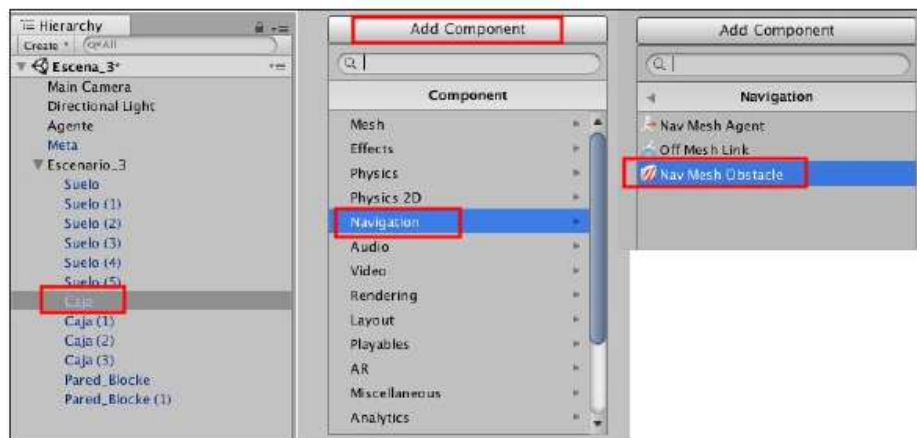 Hierarchy
Create
All
Escena_3*
Main Camera
Directional Light
Agente
Meta
Escenario_3
Suelo
Suelo (1)
Suelo (2)
Suelo (3)
Suelo (4)
Suelo (5)
Caja
Caja (1)
Caja (2)
Caja (3)
Pared_Blocke
Pared_Blocke (1)
Add Component
Component
Mesh
Effects
Physics
Physics 2D
Navigation
Audio
Video
Rendering
Layout
Playables
AR
Miscellaneous
Analytics
Add Component
Navigation
Nav Mesh Agent
Off Mesh Link
Nav Mesh Obstacle